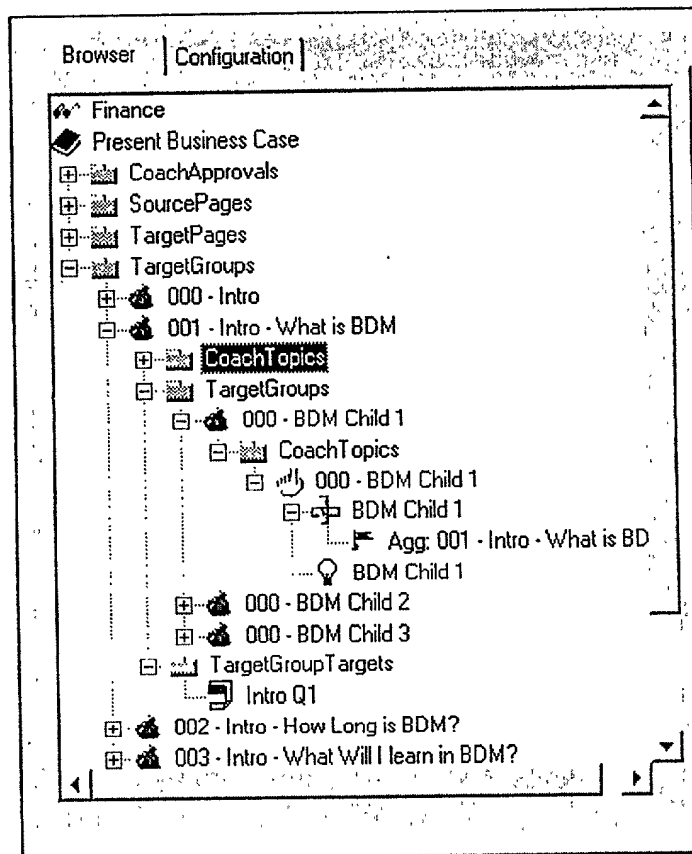 Browser Configuration
Finance
Present Business Case
CoachApprovals
SourcePages
TargetPages
TargetGroups
000 - Intro
001 - Intro - What is BDM
CoachTopics
TargetGroups
000 - BDM Child 1
CoachTopics
000 - BDM Child 1
BDM Child 1
Agg: 001 - Intro - What is BD
BDM Child 1
000 - BDM Child 2
000 - BDM Child 3
TargetGroupTargets
Intro Q1
002 - Intro - How Long is BDM?
003 - Intro - What Will I learn in BDM?